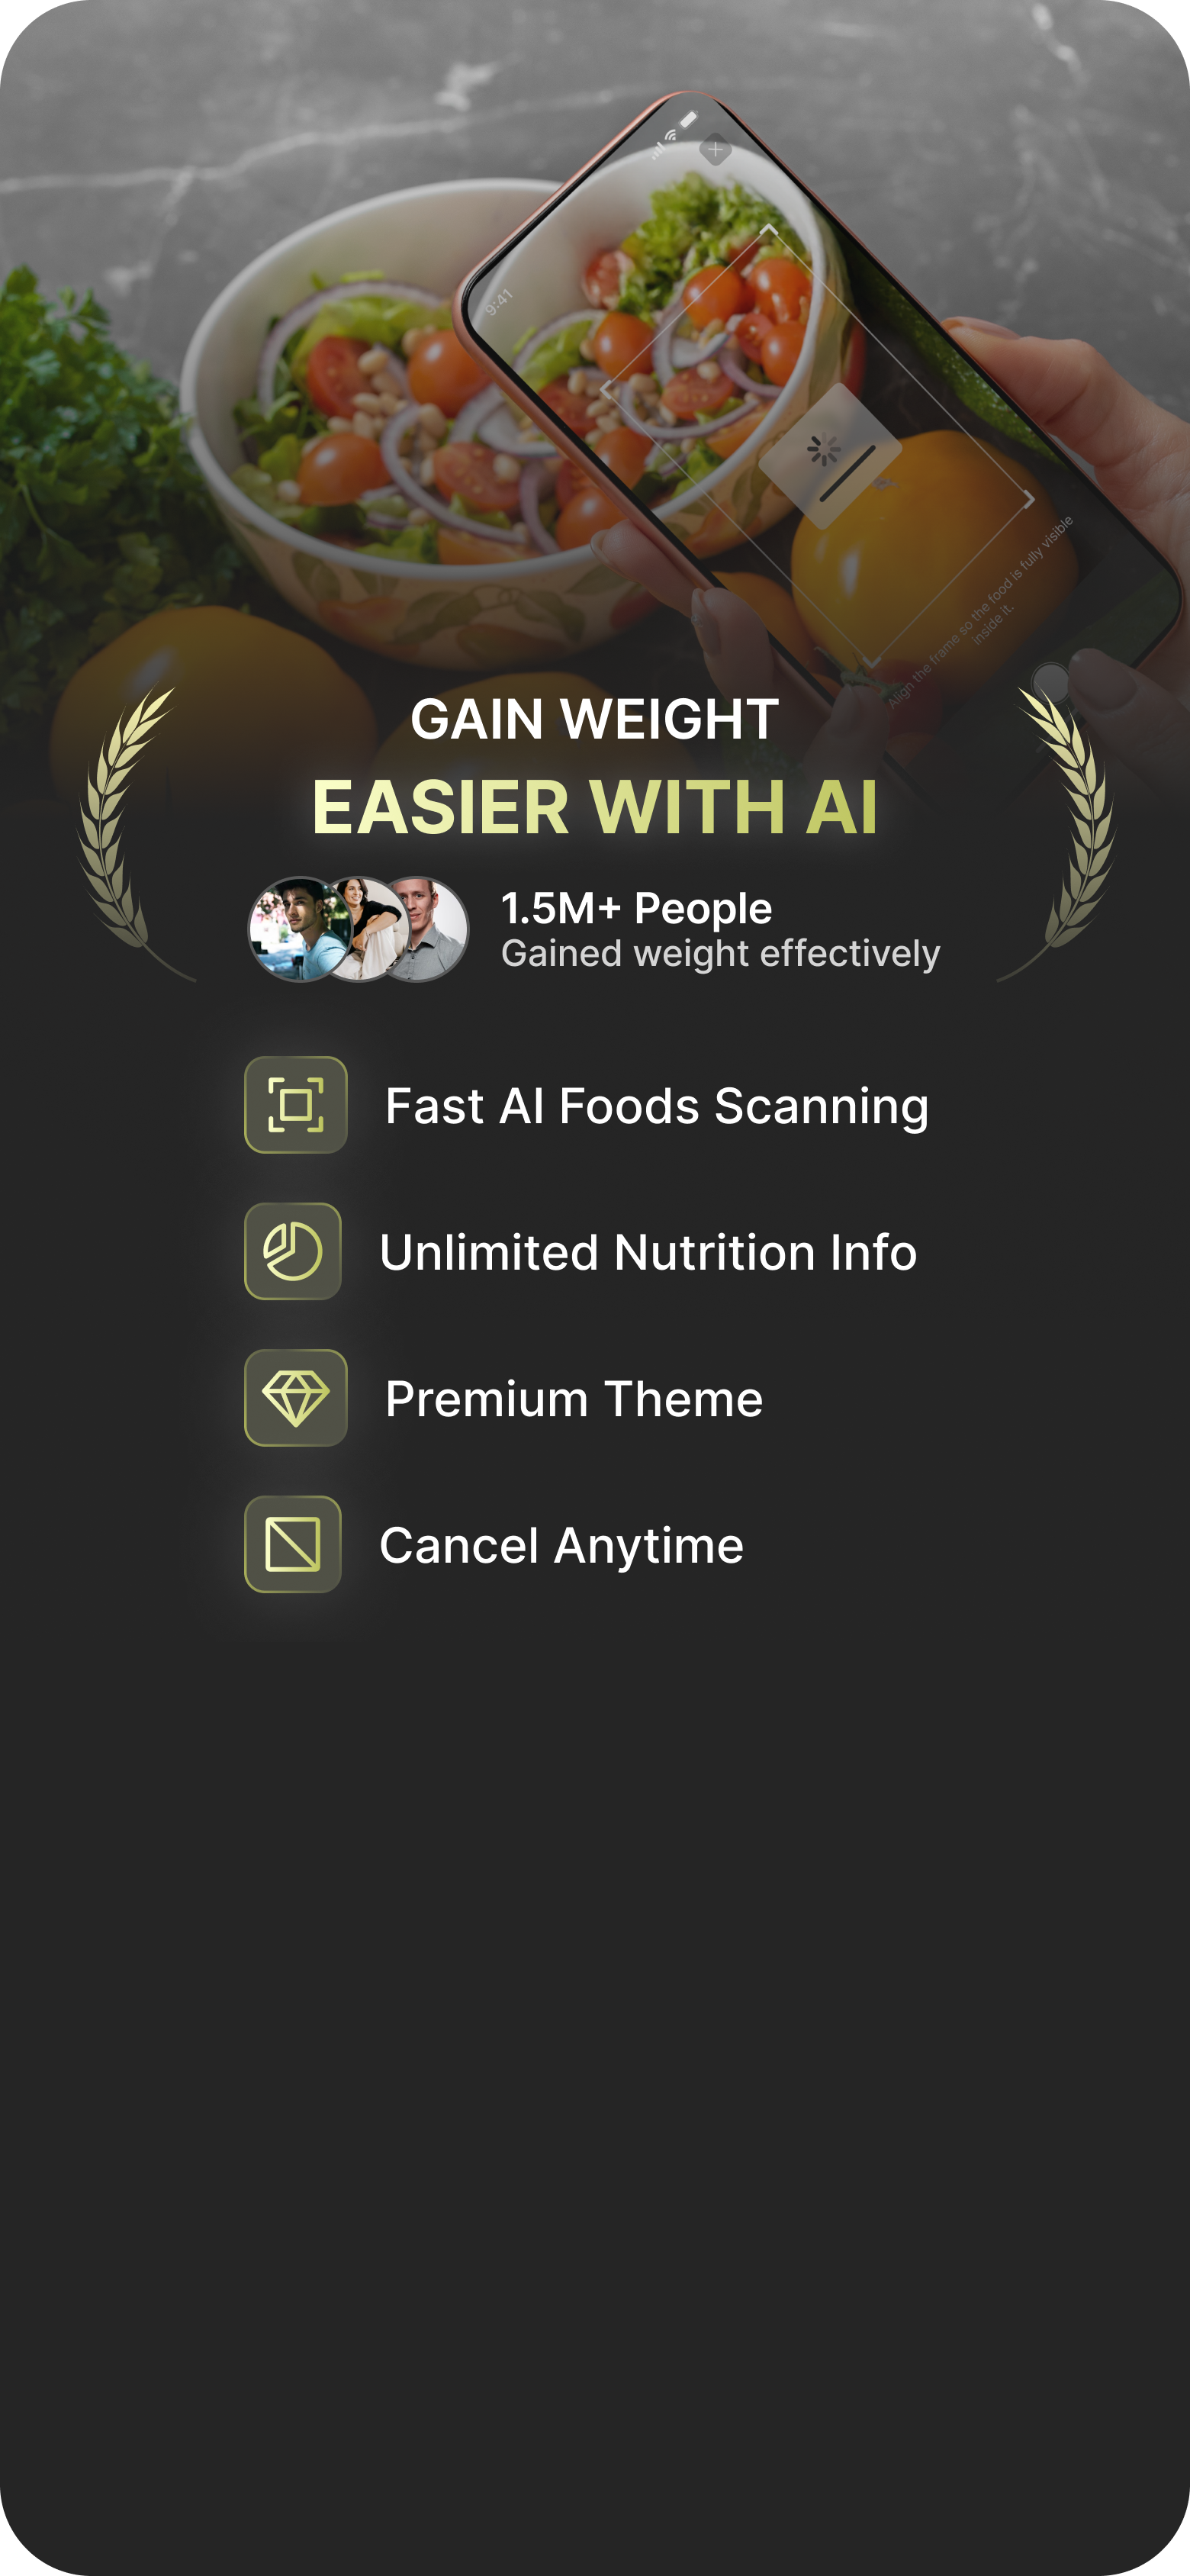 9:41
Align the frame so the food is fully visible
inside it.
GAIN WEIGHT
EASIER WITH AI
1.5M+ People
Gained weight effectively
Fast AI Foods Scanning
Unlimited Nutrition Info
Premium Theme
Cancel Anytime